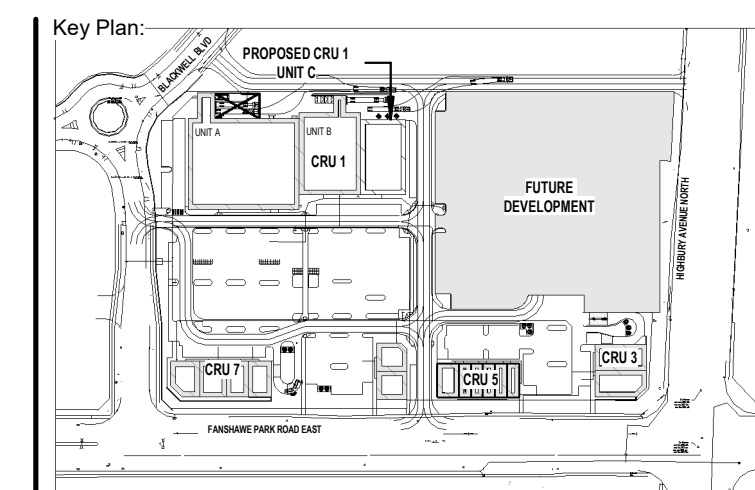 Key Plan:
BLACKWELL BLVD
PROPOSED CRU 1
UNIT C
UNIT A
UNIT B
CRU 1
FUTURE
DEVELOPMENT
HIGHBURY AVENUE NORTH
CRU 7
CRU 5
CRU 3
FANSHAWE PARK ROAD EAST